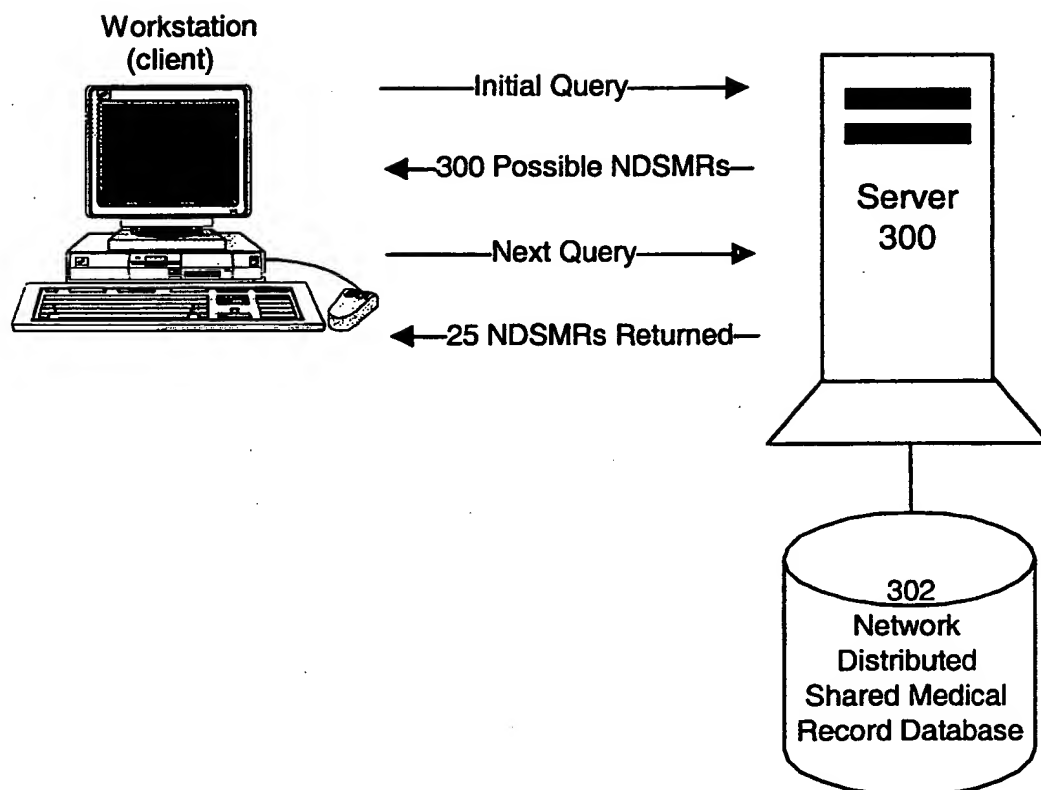 Workstation
(client)
Initial Query
300 Possible NDSMRs
Next Query
25 NDSMRs Returned
Server
300
302
Network
Distributed
Shared Medical
Record Database